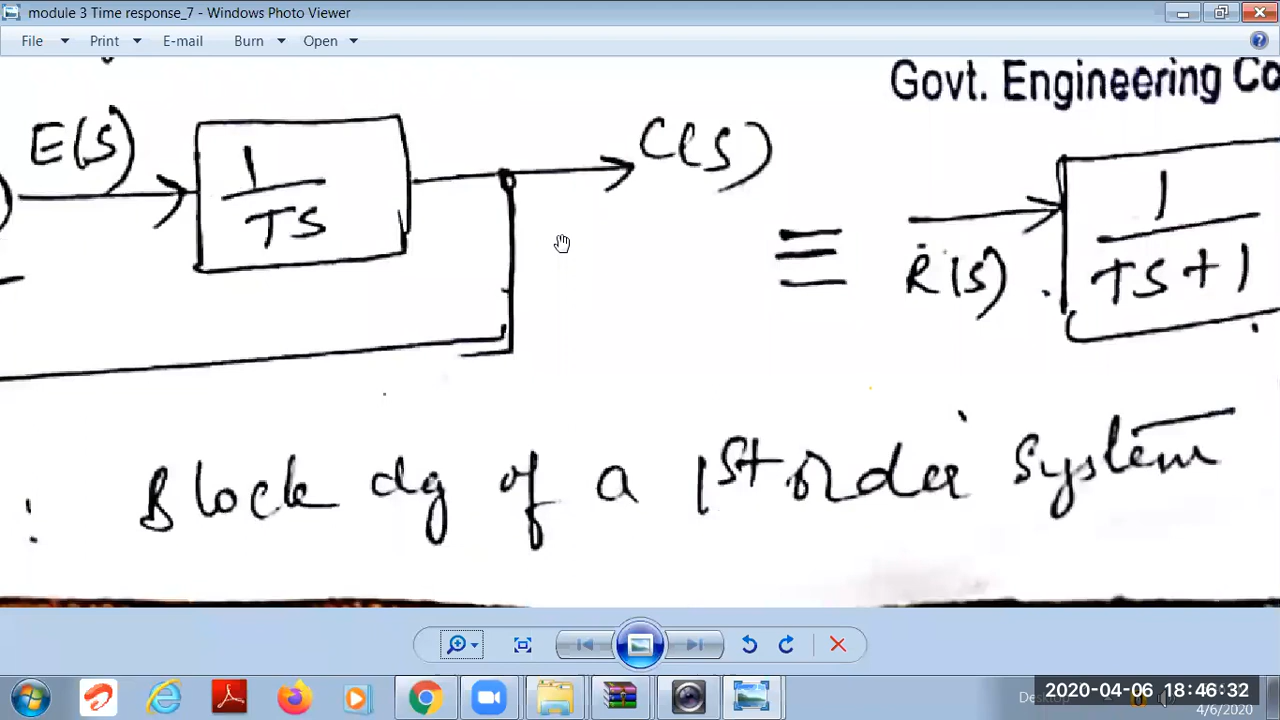 module 3 Time response_7 - Windows Photo Viewer
File Print E-mail Burn Open
Govt. Engineering Co
E(S)
1
TS
C(S)
≡
R(S)
1
TS+1
: Block dg of a 1st order system
Desktop
2020-04-06 18:46:32
4/6/2020